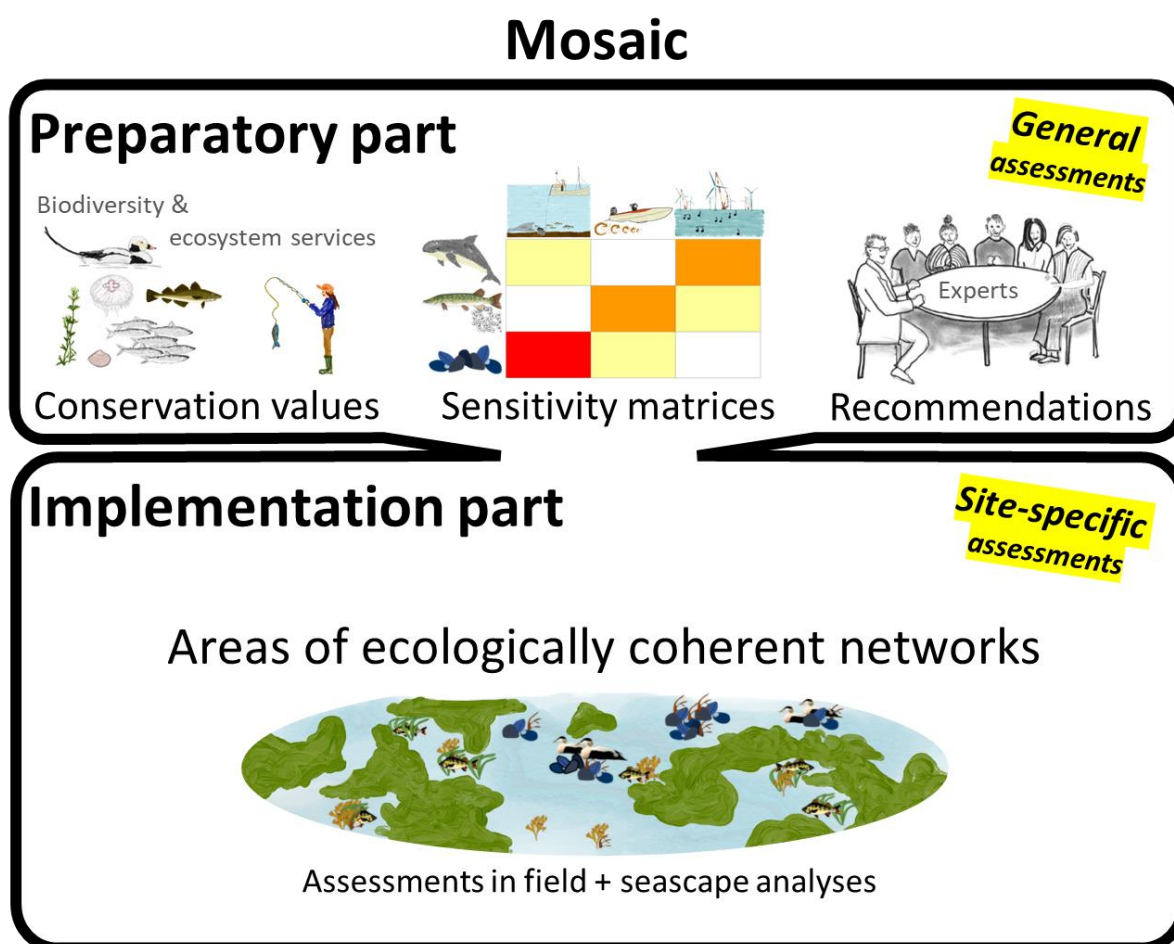 Mosaic
Preparatory part
General
assessments
Biodiversity &
ecosystem services
Experts
Conservation values
Sensitivity matrices
Recommendations
Implementation part
Site-specific
assessments
Areas of ecologically coherent networks
Assessments in field + seascape analyses